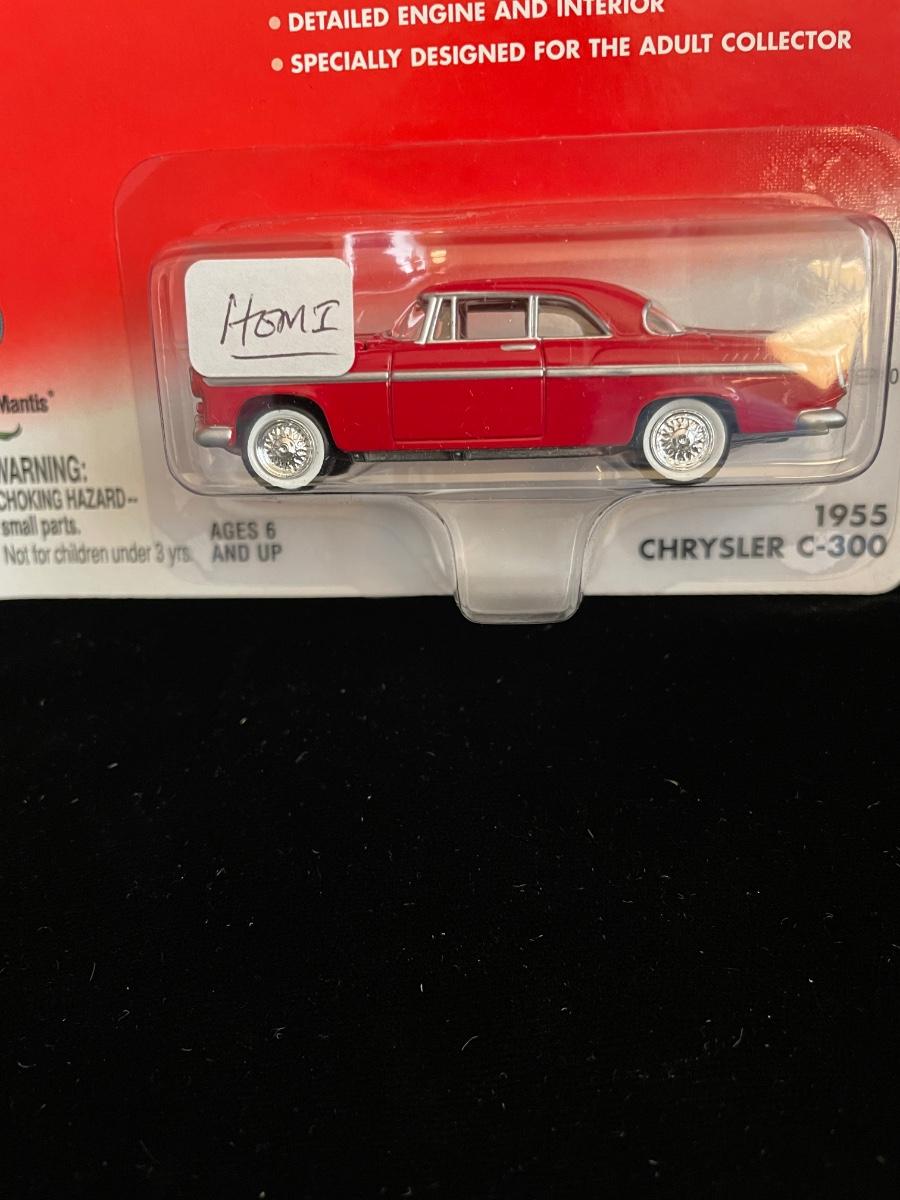 • DETAILED ENGINE AND INTERIOR
• SPECIALLY DESIGNED FOR THE ADULT COLLECTOR
HOMI
Mantis®
WARNING:
CHOKING HAZARD--
small parts.
Not for children under 3 yrs.
AGES 6
AND UP
1955
CHRYSLER C-300